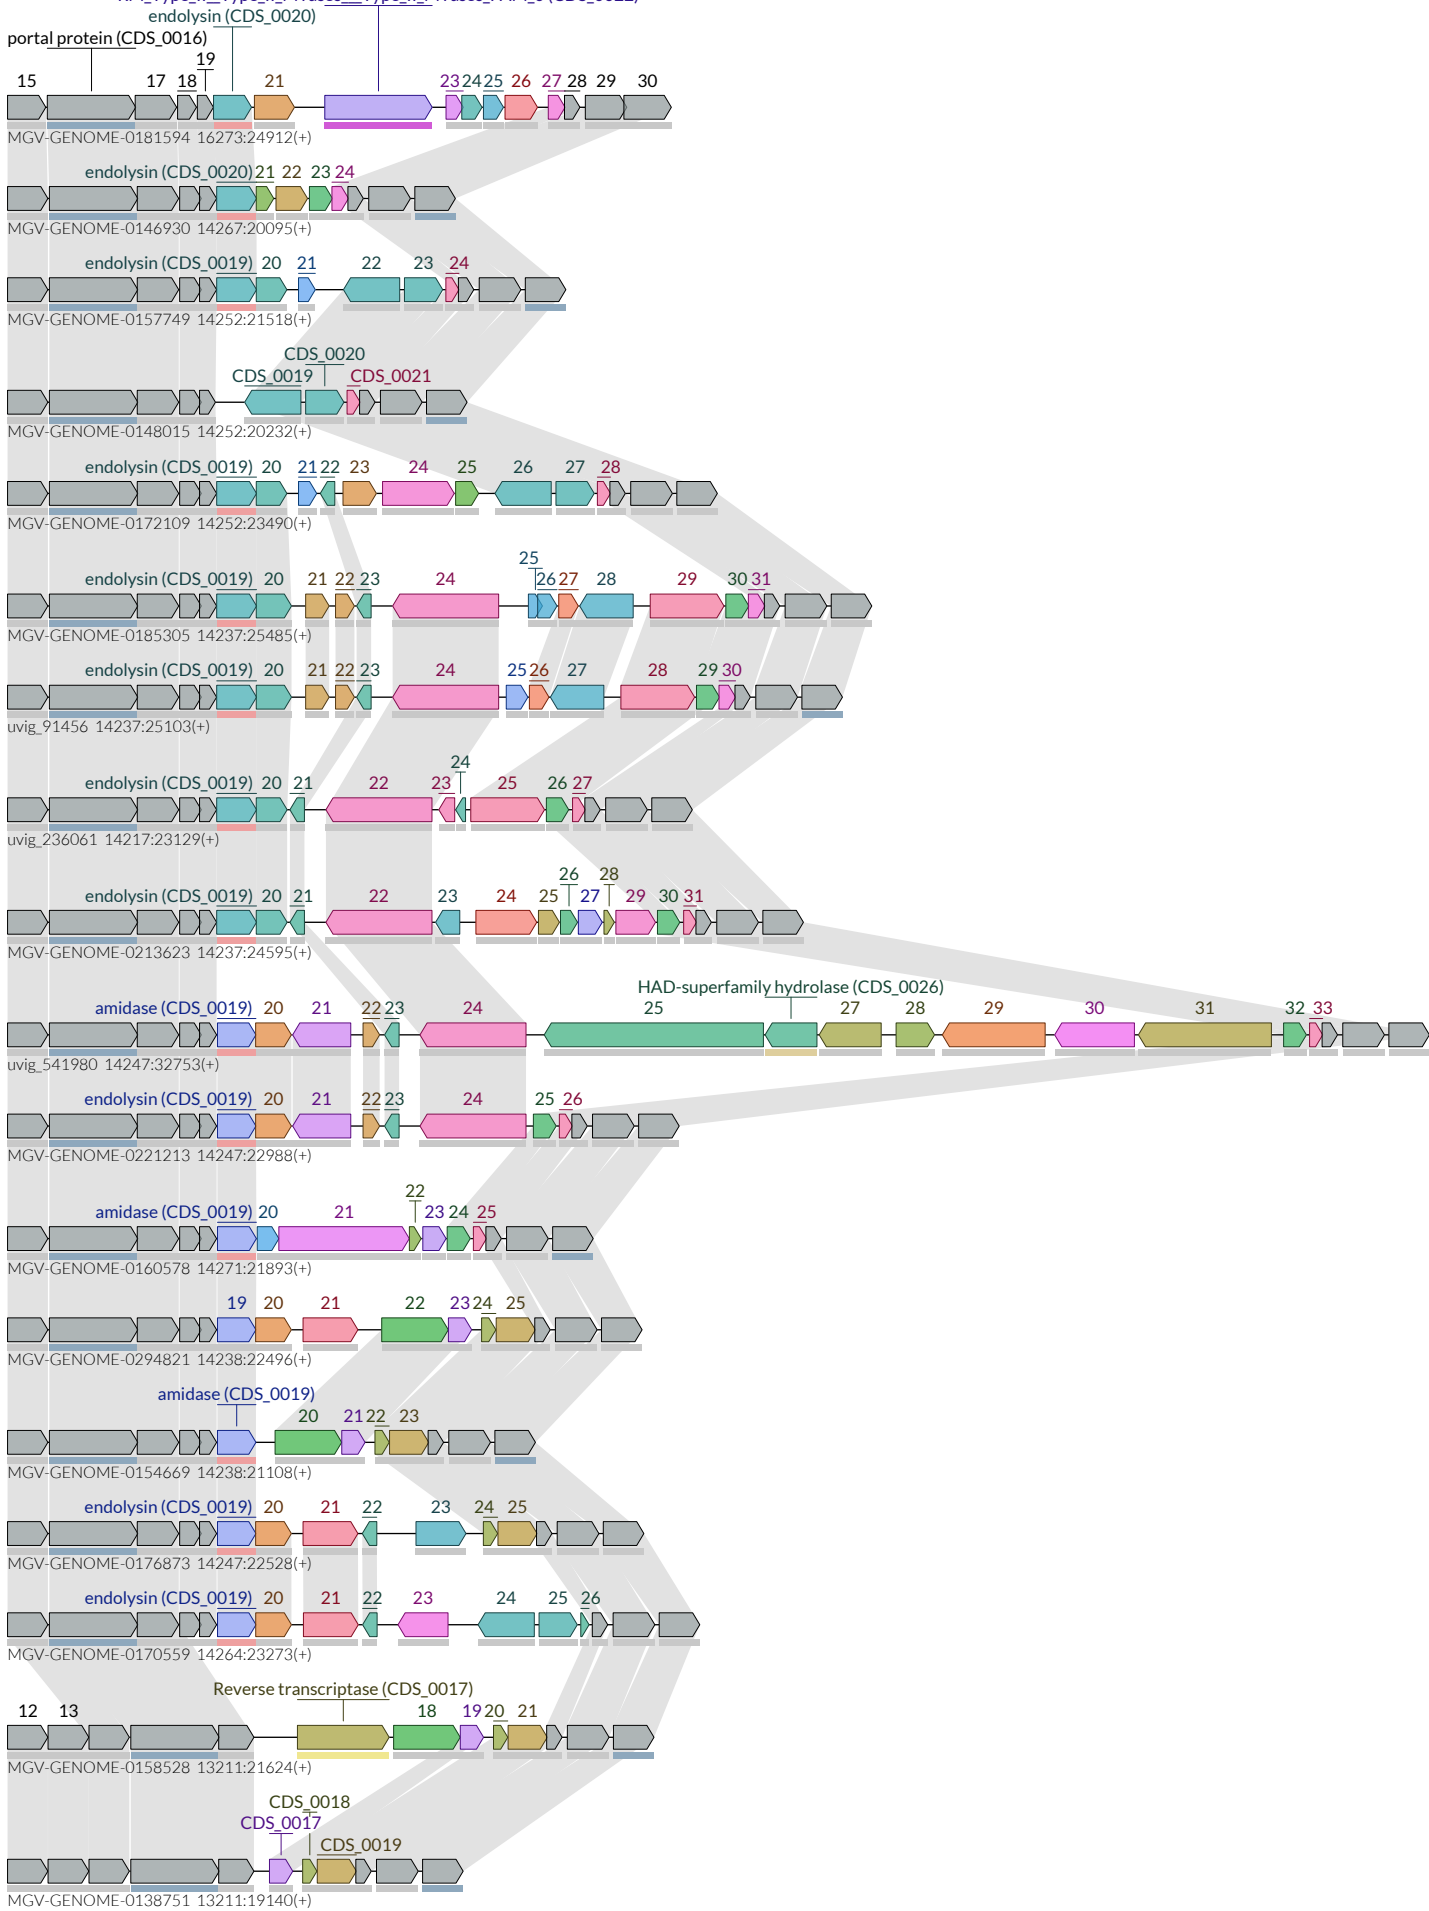 endolysin (CDS_0020)
portal protein (CDS_0016)
19
15 17 18 21 23 24 25 26 27 28 29 30
MGV-GENOME-0181594 16273:24912(+)
endolysin (CDS_0020) 21 22 23 24
MGV-GENOME-0146930 14267:20095(+)
endolysin (CDS_0019) 20 21 22 23 24
MGV-GENOME-0157749 14252:21518(+)
CDS_0020
CDS_0019 CDS_0021
MGV-GENOME-0148015 14252:20232(+)
endolysin (CDS_0019) 20 21 22 23 24 25 26 27 28
MGV-GENOME-0172109 14252:23490(+)
25
endolysin (CDS_0019) 20 21 22 23 24 26 27 28 29 30 31
MGV-GENOME-0185305 14237:25485(+)
endolysin (CDS_0019) 20 21 22 23 24 25 26 27 28 29 30
uvig_91456 14237:25103(+)
24
endolysin (CDS_0019) 20 21 22 23 25 26 27
uvig_236061 14217:23129(+)
26 28
endolysin (CDS_0019) 20 21 22 23 24 25 27 29 30 31
MGV-GENOME-0213623 14237:24595(+)
HAD-superfamily hydrolase (CDS_0026)
amidase (CDS_0019) 20 21 22 23 24 25 27 28 29 30 31 32 33
uvig_541980 14247:32753(+)
endolysin (CDS_0019) 20 21 22 23 24 25 26
MGV-GENOME-0221213 14247:22988(+)
22
amidase (CDS_0019) 20 21 23 24 25
MGV-GENOME-0160578 14271:21893(+)
19 20 21 22 23 24 25
MGV-GENOME-0294821 14238:22496(+)
amidase (CDS_0019)
20 21 22 23
MGV-GENOME-0154669 14238:21108(+)
endolysin (CDS_0019) 20 21 22 23 24 25
MGV-GENOME-0176873 14247:22528(+)
endolysin (CDS_0019) 20 21 22 23 24 25 26
MGV-GENOME-0170559 14264:23273(+)
Reverse transcriptase (CDS_0017)
12 13 18 19 20 21
MGV-GENOME-0158528 13211:21624(+)
CDS_0018
CDS_0017
CDS_0019
MGV-GENOME-0138751 13211:19140(+)